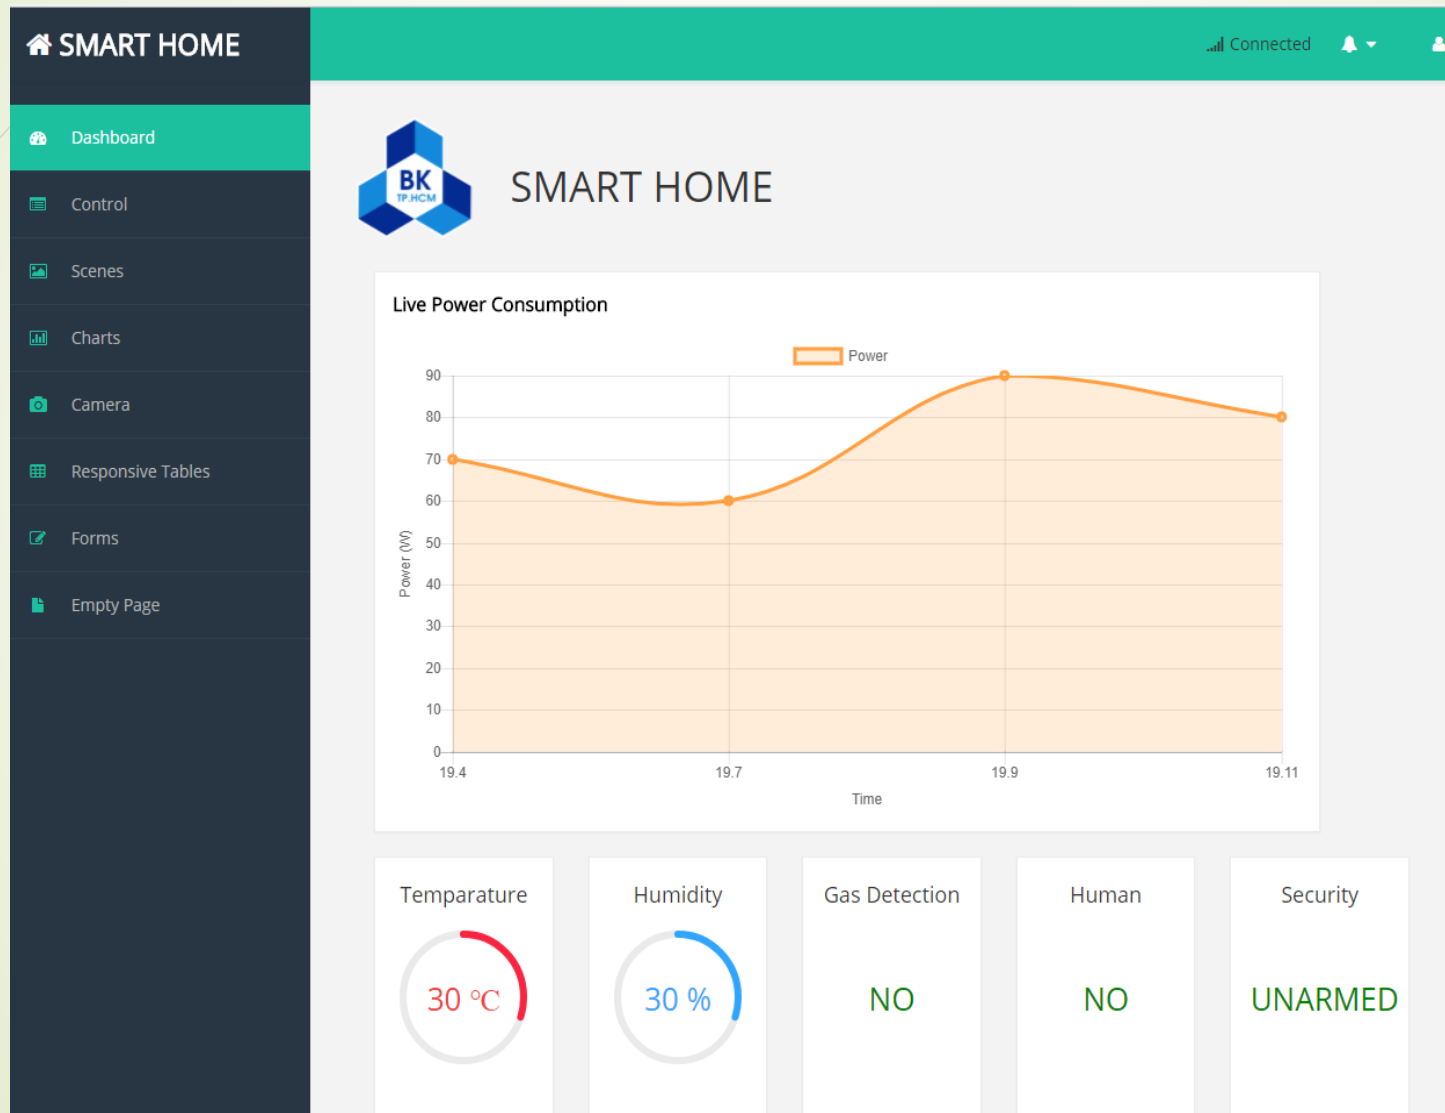 SMART HOME
Connected
Dashboard
Control
Scenes
Charts
Camera
Responsive Tables
Forms
Empty Page
BK
TP.HCM
SMART HOME
Live Power Consumption
Power
90
80
70
60
50
40
30
20
10
0
Power (W)
19.4 19.7 19.9 19.11
Time
Temparature
30 °C
Humidity
30 %
Gas Detection
NO
Human
NO
Security
UNARMED